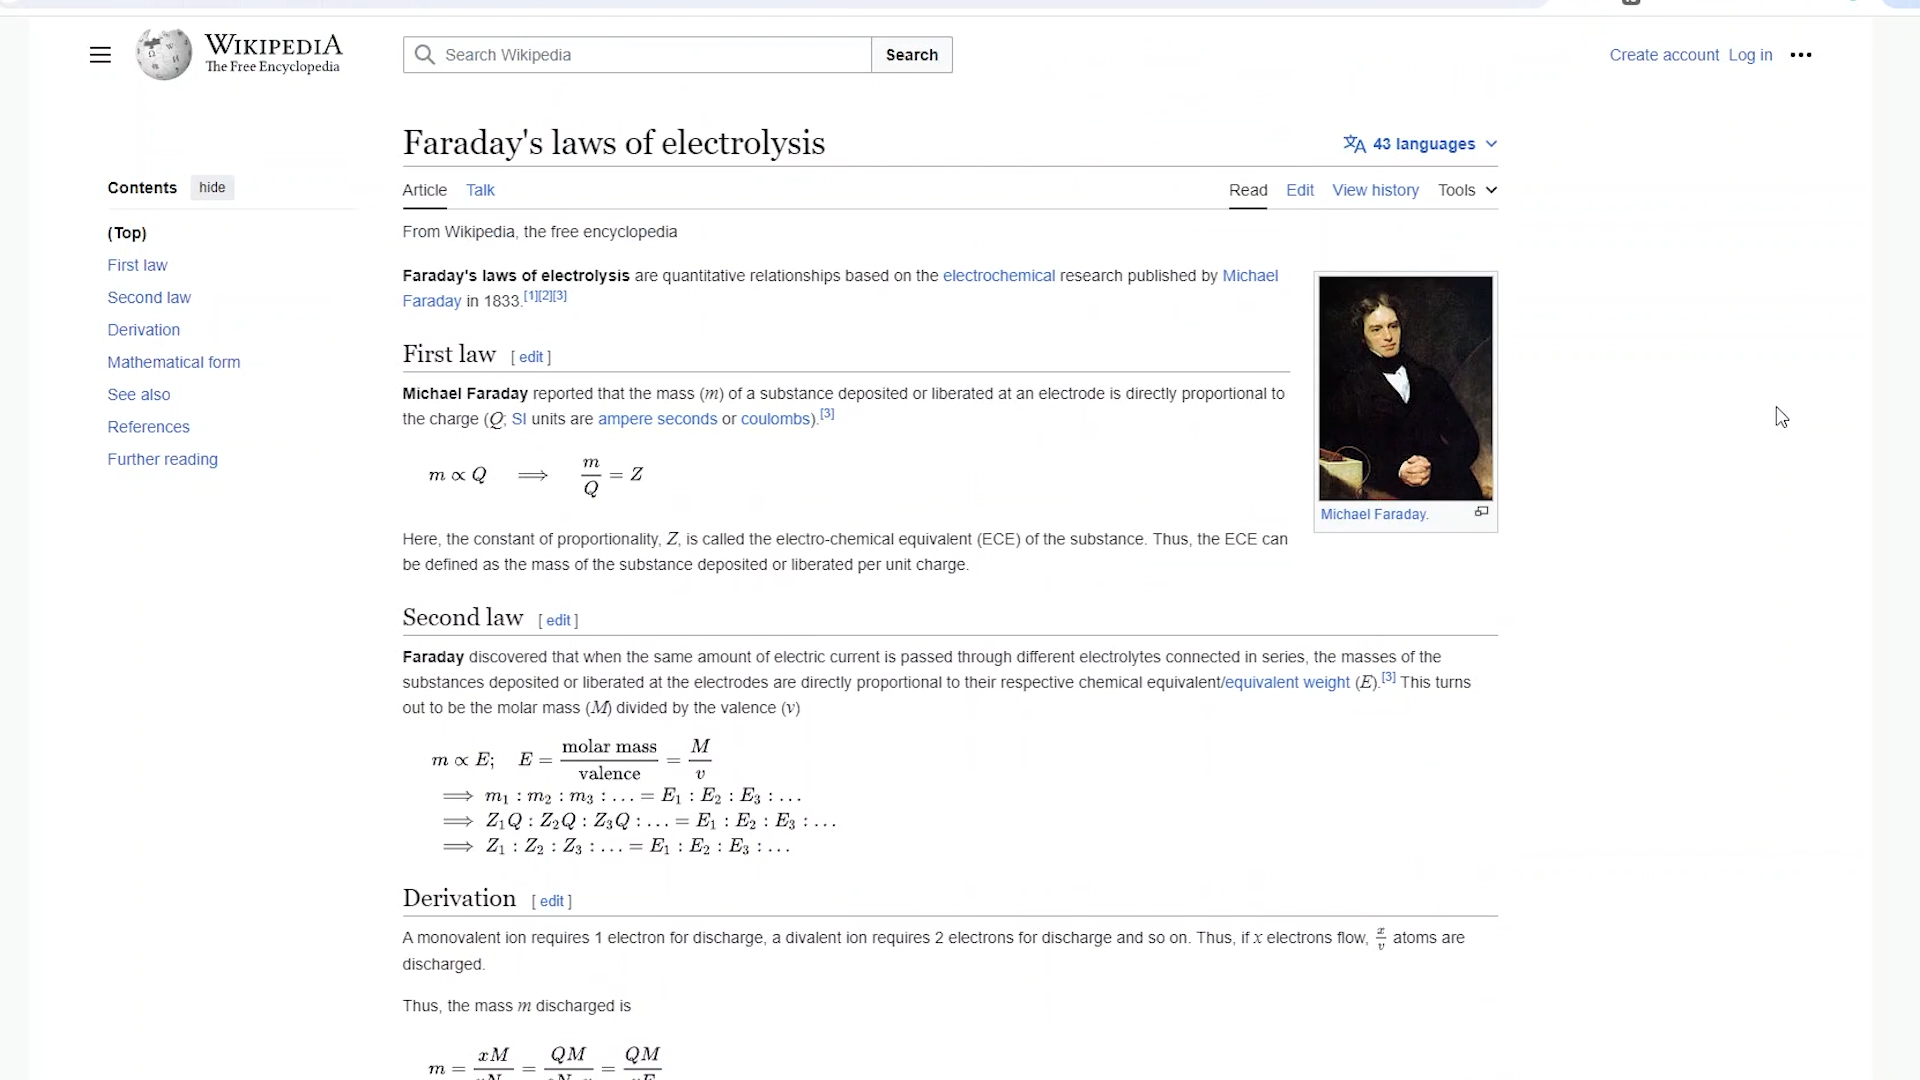 WIKIPEDIA
The Free Encyclopedia
Search Wikipedia
Search
Create account Log in
Contents hide
(Top)
First law
Second law
Derivation
Mathematical form
See also
References
Further reading
Faraday's laws of electrolysis
43 languages
Article Talk
Read Edit View history Tools
From Wikipedia, the free encyclopedia
Faraday's laws of electrolysis are quantitative relationships based on the electrochemical research published by Michael
Faraday in 1833.[1][2][3]
Michael Faraday.
First law [ edit ]
Michael Faraday reported that the mass (m) of a substance deposited or liberated at an electrode is directly proportional to
the charge (Q; SI units are ampere seconds or coulombs).[3]
m ∝ Q ⟹ m/Q = Z
Here, the constant of proportionality, Z, is called the electro-chemical equivalent (ECE) of the substance. Thus, the ECE can
be defined as the mass of the substance deposited or liberated per unit charge.
Second law [ edit ]
Faraday discovered that when the same amount of electric current is passed through different electrolytes connected in series, the masses of the
substances deposited or liberated at the electrodes are directly proportional to their respective chemical equivalent/equivalent weight (E).[3] This turns
out to be the molar mass (M) divided by the valence (v)
m ∝ E; E = molar mass/valence = M/v
⟹ m₁ : m₂ : m₃ : … = E₁ : E₂ : E₃ : …
⟹ Z₁Q : Z₂Q : Z₃Q : … = E₁ : E₂ : E₃ : …
⟹ Z₁ : Z₂ : Z₃ : … = E₁ : E₂ : E₃ : …
Derivation [ edit ]
A monovalent ion requires 1 electron for discharge, a divalent ion requires 2 electrons for discharge and so on. Thus, if x electrons flow, x/v atoms are
discharged.
Thus, the mass m discharged is
m = xM = QM = QM